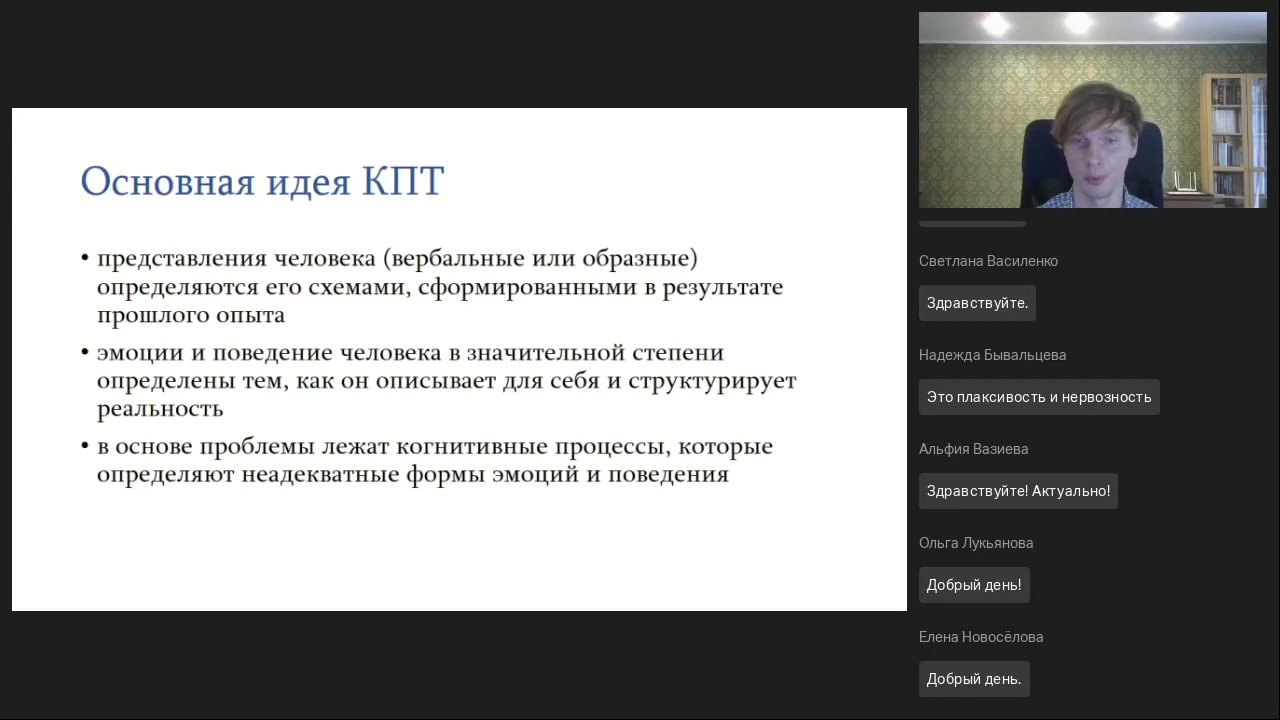 Основная идея КПТ
• представления человека (вербальные или образные)
определяются его схемами, сформированными в результате
прошлого опыта
• эмоции и поведение человека в значительной степени
определены тем, как он описывает для себя и структурирует
реальность
• в основе проблемы лежат когнитивные процессы, которые
определяют неадекватные формы эмоций и поведения
Светлана Василенко
Здравствуйте.
Надежда Бывальцева
Это плаксивость и нервозность
Альфия Вазиева
Здравствуйте! Актуально!
Ольга Лукьянова
Добрый день!
Елена Новосёлова
Добрый день.